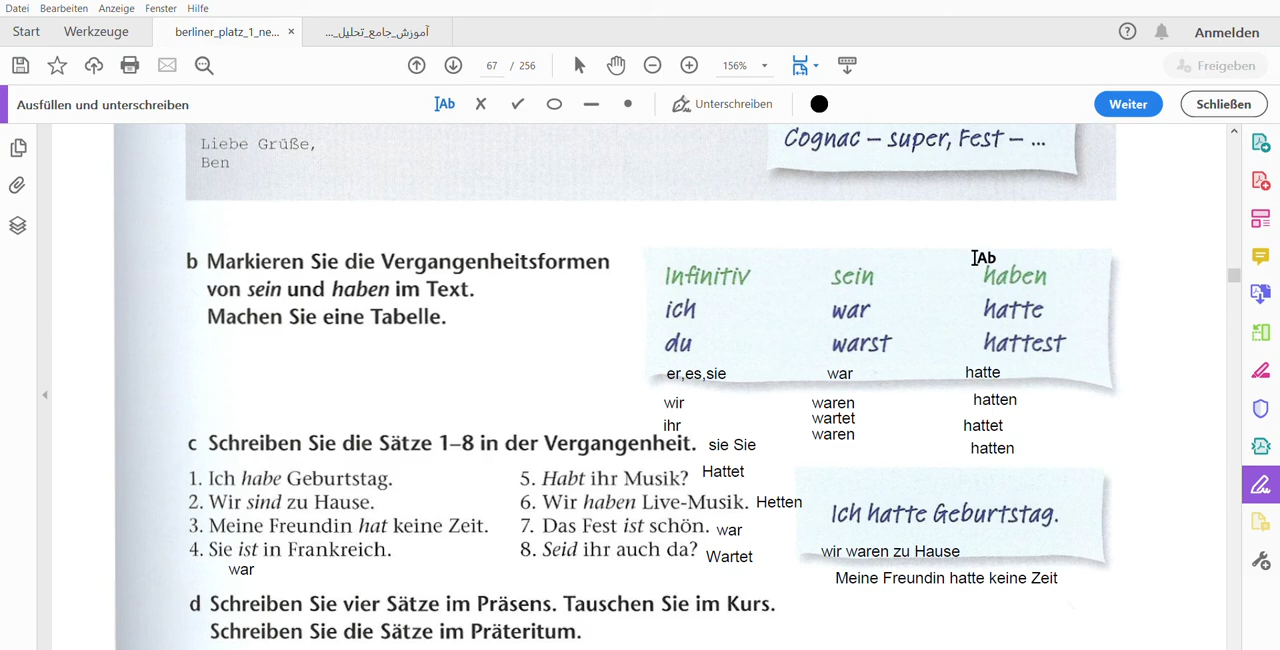 Datei Bearbeiten Anzeige Fenster Hilfe
Start Werkzeuge berliner_platz_1_ne... × آموزش_جامع_تحلیل_... Anmelden
67 / 256 156% Freigeben
Ausfüllen und unterschreiben Ab Unterschreiben Weiter Schließen
Liebe Grüße,
Ben
Cognac – super, Fest – ...
b Markieren Sie die Vergangenheitsformen
von sein und haben im Text.
Machen Sie eine Tabelle.
Ab
Infinitiv sein haben
ich war hatte
du warst hattest
er,es,sie war hatte
wir waren hatten
ihr wartet hattet
sie Sie waren hatten
c Schreiben Sie die Sätze 1–8 in der Vergangenheit.
1. Ich habe Geburtstag.
2. Wir sind zu Hause.
3. Meine Freundin hat keine Zeit.
4. Sie ist in Frankreich.
war
5. Habt ihr Musik? Hattet
6. Wir haben Live-Musik. Hetten
7. Das Fest ist schön. war
8. Seid ihr auch da? Wartet
Ich hatte Geburtstag.
wir waren zu Hause
Meine Freundin hatte keine Zeit
d Schreiben Sie vier Sätze im Präsens. Tauschen Sie im Kurs.
Schreiben Sie die Sätze im Präteritum.